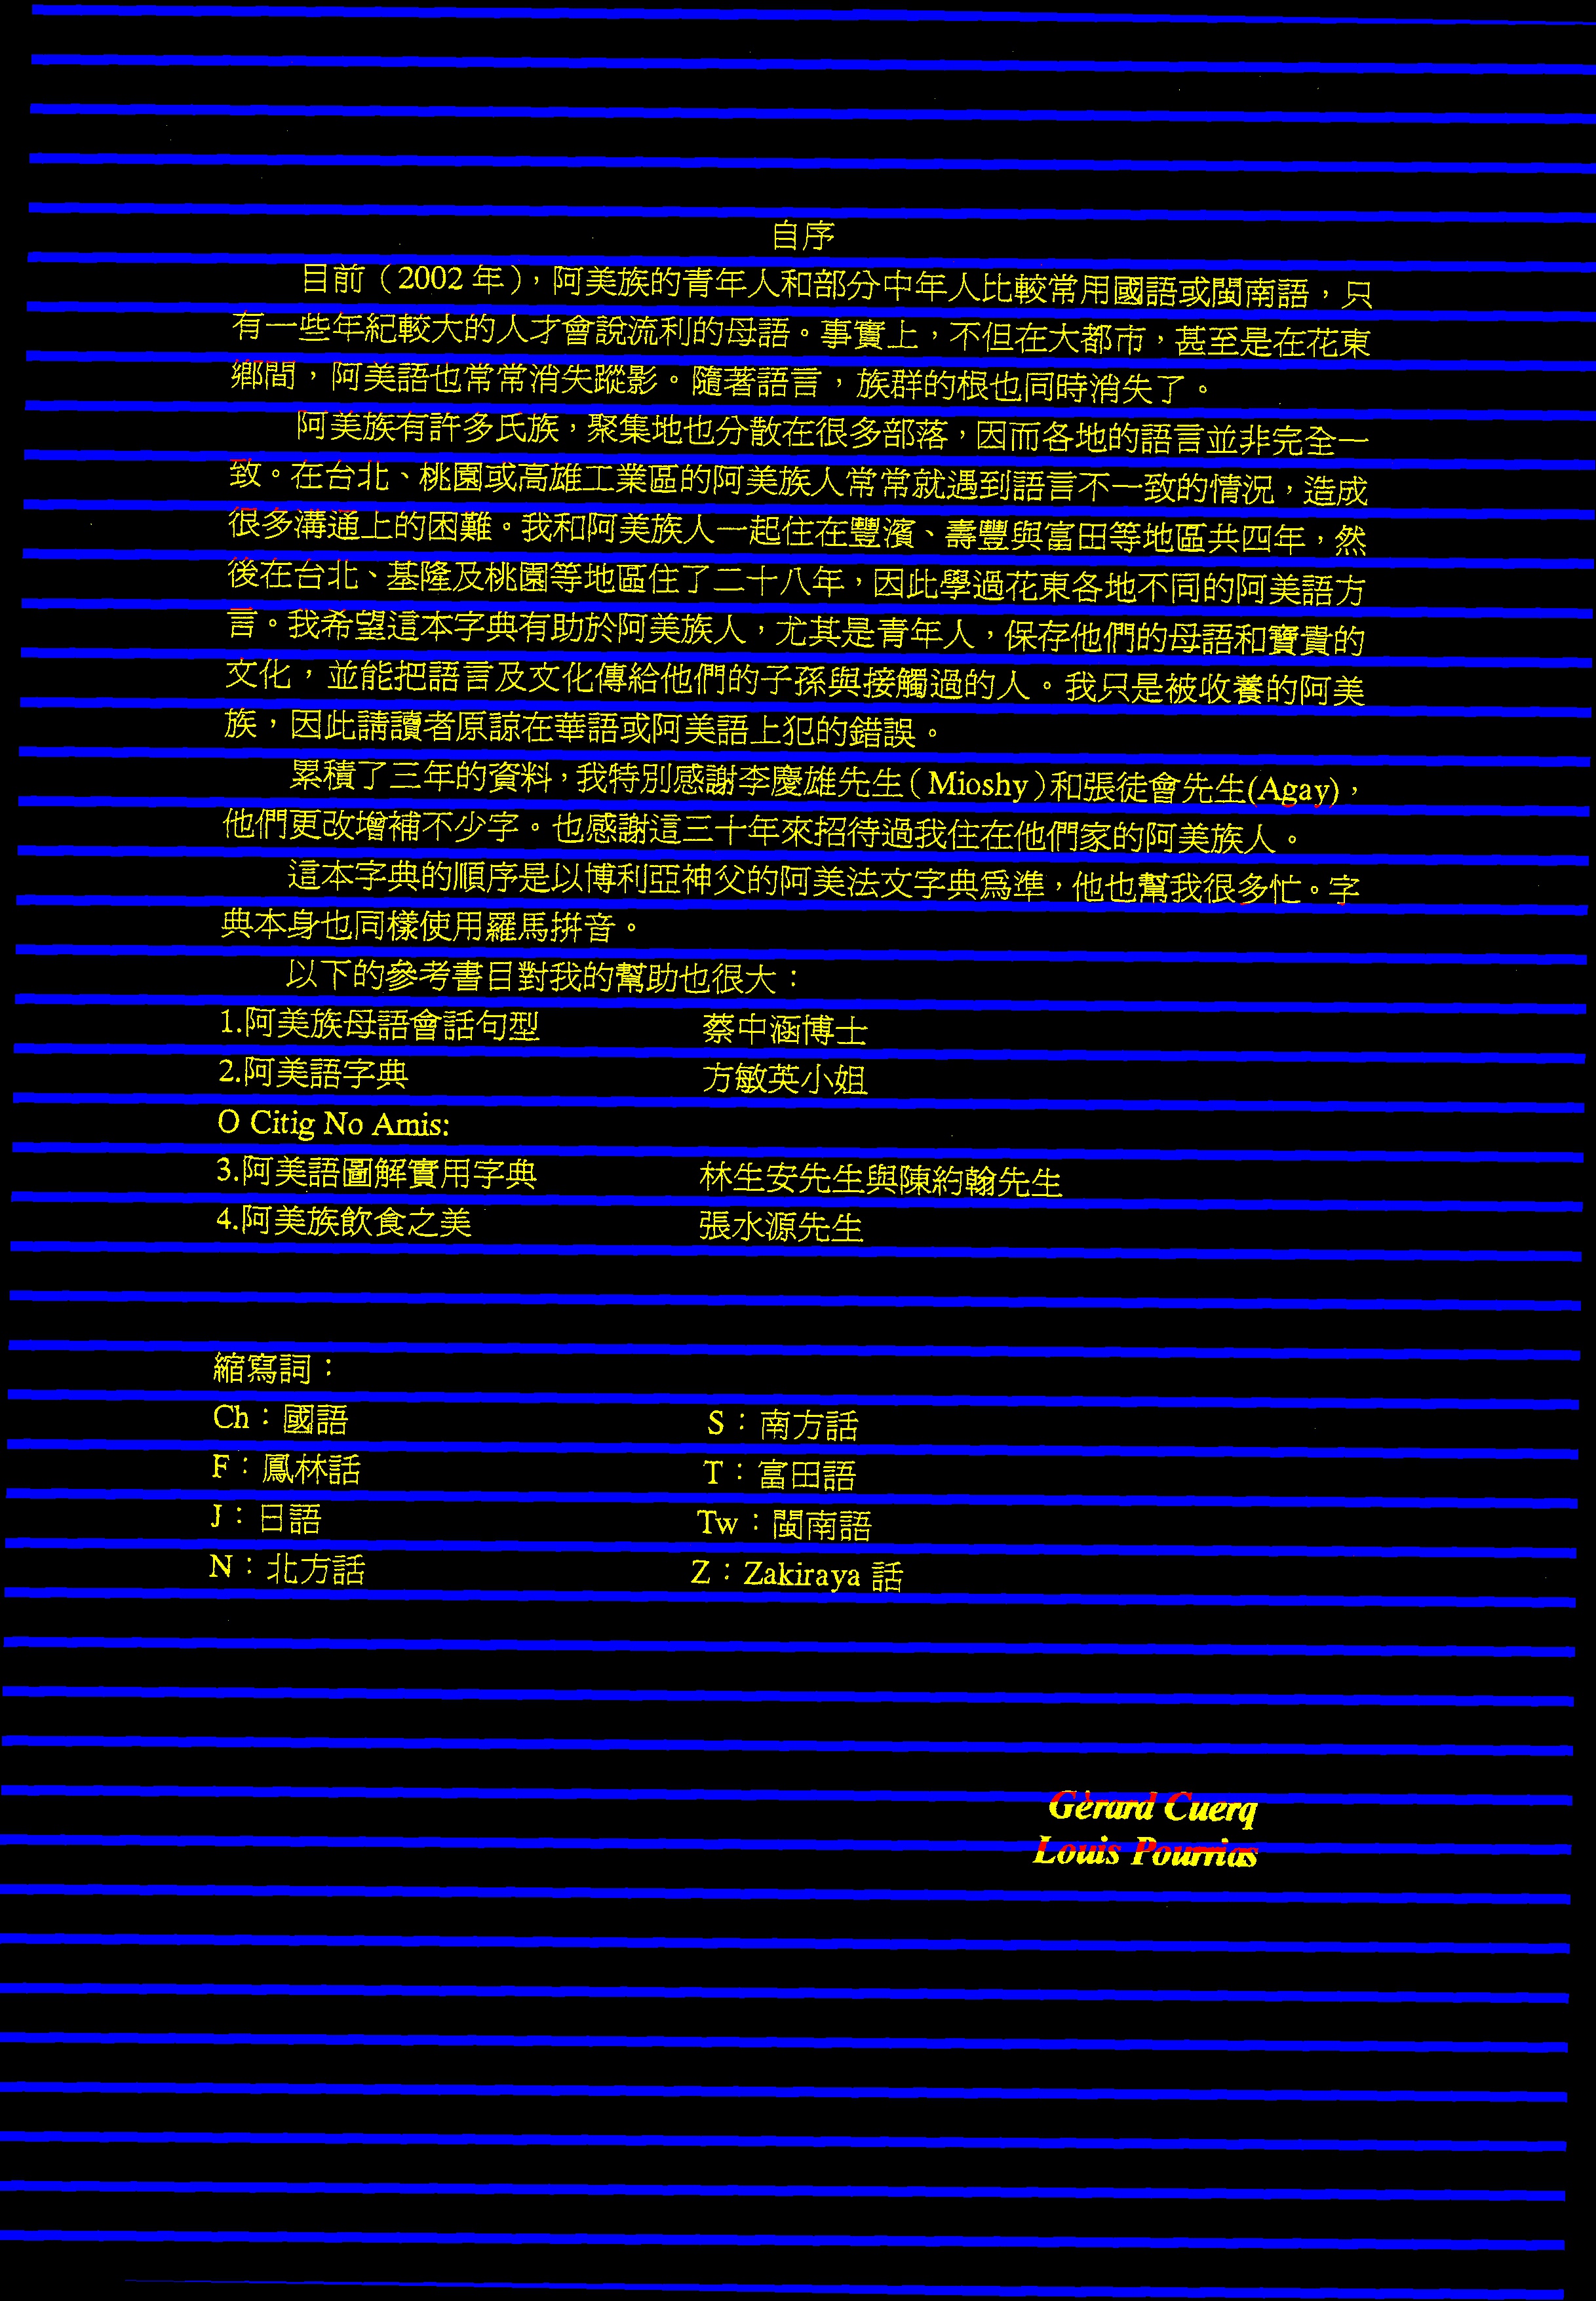 自序
目前（2002 年），阿美族的青年人和部分中年人比較常用國語或閩南語，只
有一些年紀較大的人才會說流利的母語。事實上，不但在大都市，甚至是在花東
鄉間，阿美語也常常消失蹤影。隨著語言，族群的根也同時消失了。
阿美族有許多氏族，聚集地也分散在很多部落，因而各地的語言並非完全一
致。在台北、桃園或高雄工業區的阿美族人常常就遇到語言不一致的情況，造成
很多溝通上的困難。我和阿美族人一起住在豐濱、壽豐與富田等地區共四年，然
後在台北、基隆及桃園等地區住了二十八年，因此學過花東各地不同的阿美語方
言。我希望這本字典有助於阿美族人，尤其是青年人，保存他們的母語和寶貴的
文化，並能把語言及文化傳給他們的子孫與接觸過的人。我只是被收養的阿美
族，因此請讀者原諒在華語或阿美語上犯的錯誤。
累積了三年的資料，我特別感謝李慶雄先生（Mioshy）和張徒會先生(Agay)，
他們更改增補不少字。也感謝這三十年來招待過我住在他們家的阿美族人。
這本字典的順序是以博利亞神父的阿美法文字典為準，他也幫我很多忙。字
典本身也同樣使用羅馬拼音。
以下的參考書目對我的幫助也很大：
1.阿美族母語會話句型 蔡中涵博士
2.阿美語字典 方敏英小姐
O Citig No Amis:
3.阿美語圖解實用字典 林生安先生與陳約翰先生
4.阿美族飲食之美 張水源先生
縮寫詞：
Ch：國語 S：南方話
F：鳳林話 T：富田語
J：日語 Tw：閩南語
N：北方話 Z：Zakiraya 話
Gèrard Cuerq
Louis Pourrias